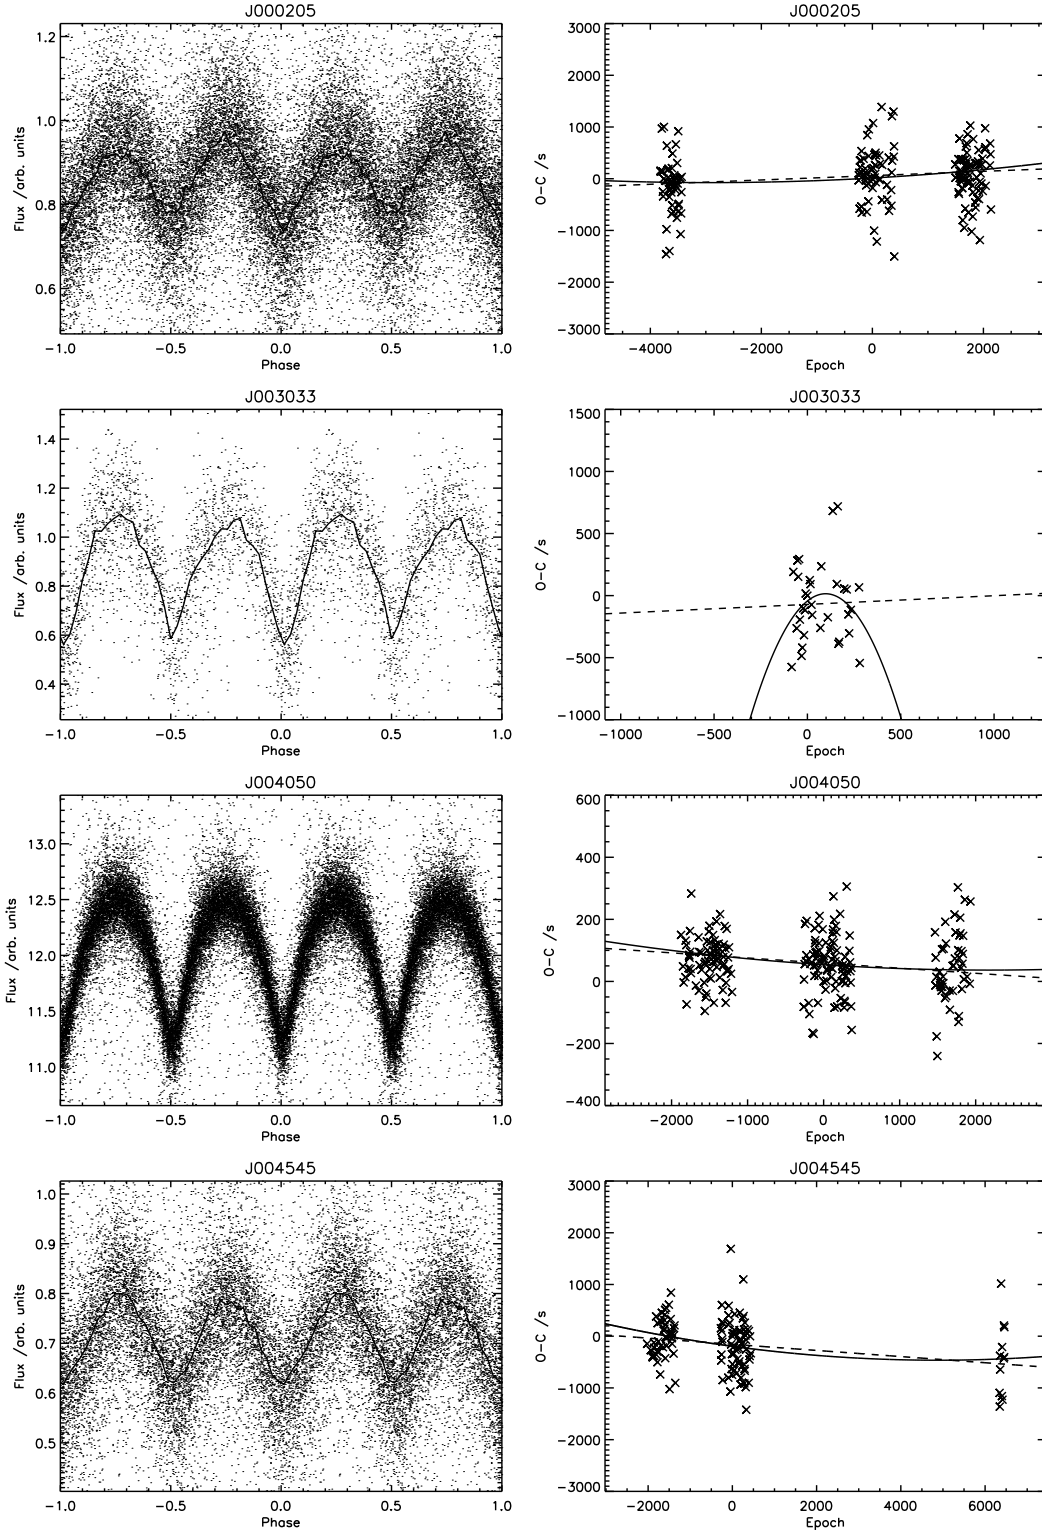 J000205
1.2
1.0
0.8
0.6
Flux /arb. units
−1.0 −0.5 0.0 0.5 1.0
Phase
J000205
3000
2000
1000
0
−1000
−2000
−3000
O−C /s
−4000 −2000 0 2000
Epoch
J003033
1.4
1.2
1.0
0.8
0.6
0.4
Flux /arb. units
−1.0 −0.5 0.0 0.5 1.0
Phase
J003033
1500
1000
500
0
−500
−1000
O−C /s
−1000 −500 0 500 1000
Epoch
J004050
13.0
12.5
12.0
11.5
11.0
Flux /arb. units
−1.0 −0.5 0.0 0.5 1.0
Phase
J004050
600
400
200
0
−200
−400
O−C /s
−2000 −1000 0 1000 2000
Epoch
J004545
1.0
0.9
0.8
0.7
0.6
0.5
Flux /arb. units
−1.0 −0.5 0.0 0.5 1.0
Phase
J004545
3000
2000
1000
0
−1000
−2000
−3000
O−C /s
−2000 0 2000 4000 6000
Epoch